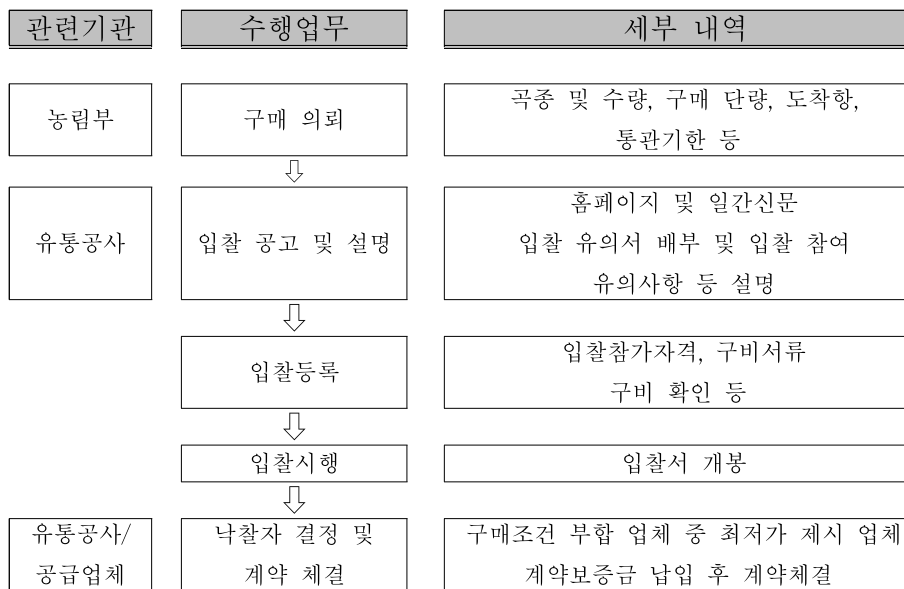 관련기관 수행업무 세부 내역
농림부 구매 의뢰 곡종 및 수량, 구매 단량, 도착항,
통관기한 등
홈페이지 및 일간신문
유통공사 입찰 공고 및 설명 입찰 유의서 배부 및 입찰 참여
유의사항 등 설명
입찰등록 입찰참가자격, 구비서류
구비 확인 등
입찰시행 입찰서 개봉
유통공사/ 낙찰자 결정 및 구매조건 부합 업체 중 최저가 제시 업체
공급업체 계약 체결 계약보증금 납입 후 계약체결